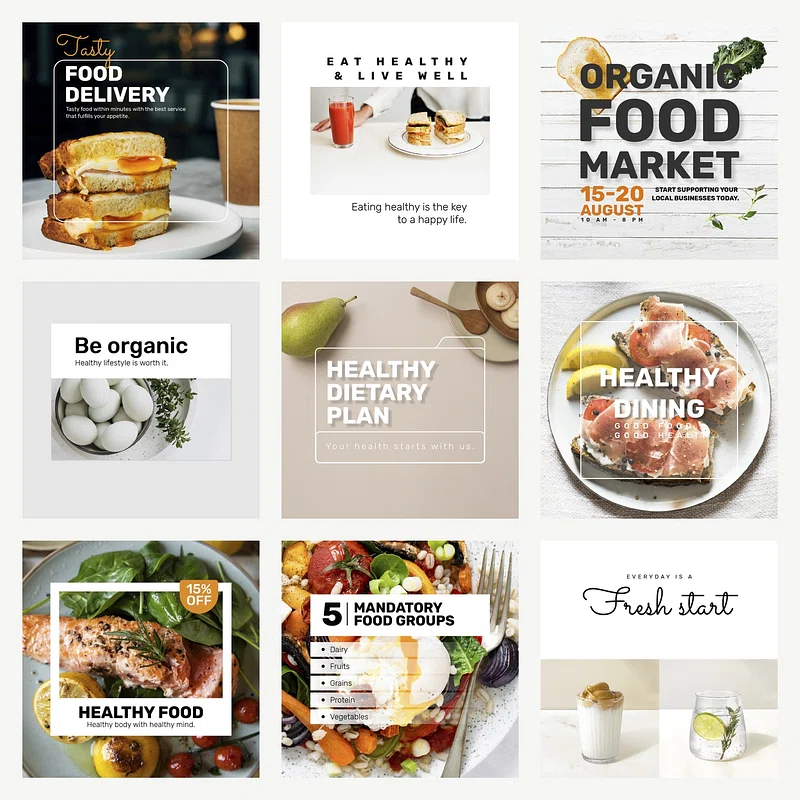 Tasty
FOOD
DELIVERY
Tasty food within minutes with the best service
that fulfills your appetite.
EAT HEALTHY
& LIVE WELL
Eating healthy is the key
to a happy life.
ORGANIC
FOOD
MARKET
15-20
AUGUST
10 AM - 8 PM
START SUPPORTING YOUR
LOCAL BUSINESSES TODAY.
Be organic
Healthy lifestyle is worth it.
HEALTHY
DIETARY
PLAN
Your health starts with us.
HEALTHY
DINING
GOOD FOOD,
GOOD HEALTH
15%
OFF
HEALTHY FOOD
Healthy body with healthy mind.
5 MANDATORY
FOOD GROUPS
• Dairy
• Fruits
• Grains
• Protein
• Vegetables
EVERYDAY IS A
Fresh start